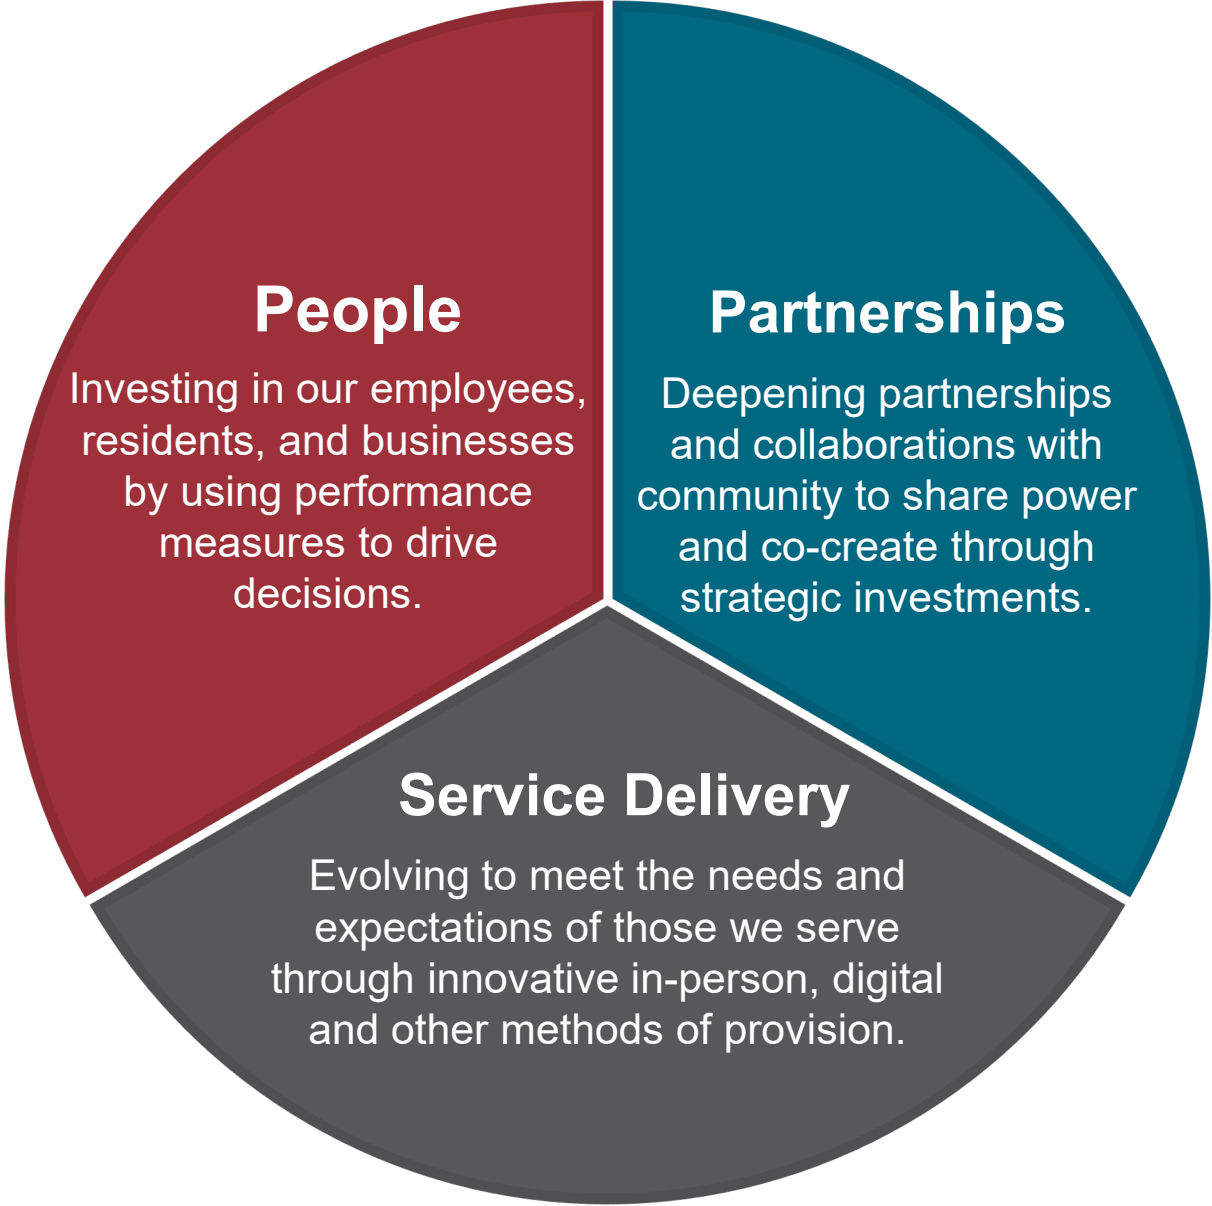 People
Investing in our employees,
residents, and businesses
by using performance
measures to drive
decisions.
Partnerships
Deepening partnerships
and collaborations with
community to share power
and co-create through
strategic investments.
Service Delivery
Evolving to meet the needs and
expectations of those we serve
through innovative in-person, digital
and other methods of provision.